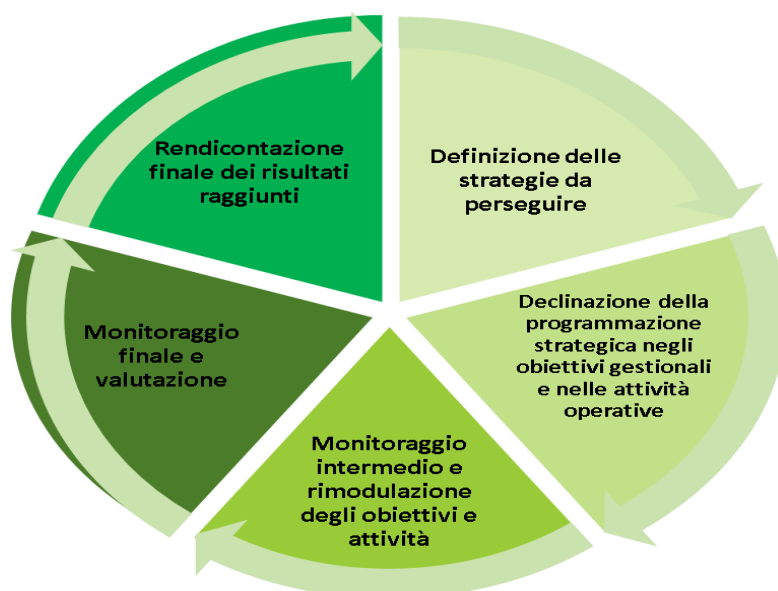 Definizione delle
strategie da
perseguire
Declinazione della
programmazione
strategica negli
obiettivi gestionali
e nelle attività
operative
Monitoraggio
intermedio e
rimodulazione
degli obiettivi e
attività
Monitoraggio
finale e
valutazione
Rendicontazione
finale dei risultati
raggiunti